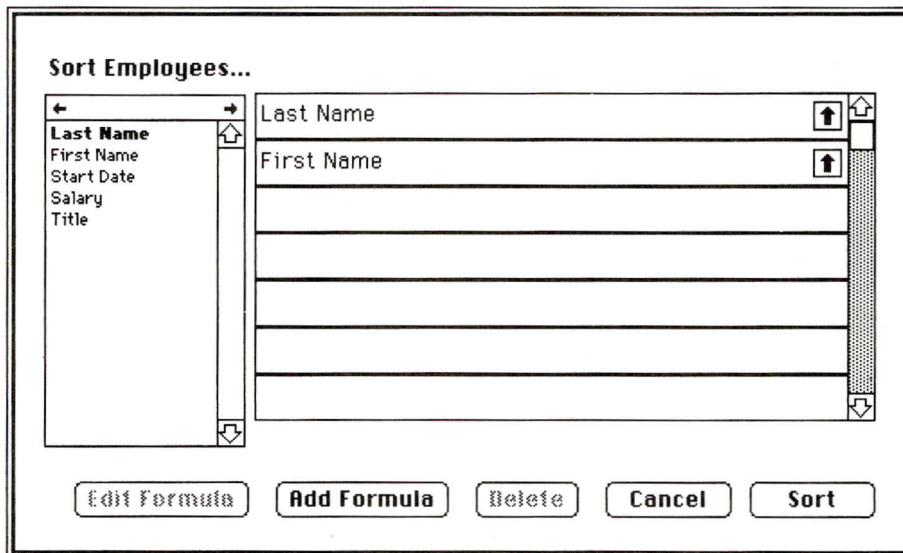 Sort Employees...
Last Name
First Name
Start Date
Salary
Title
Last Name
First Name
Edit Formula
Add Formula
Delete
Cancel
Sort